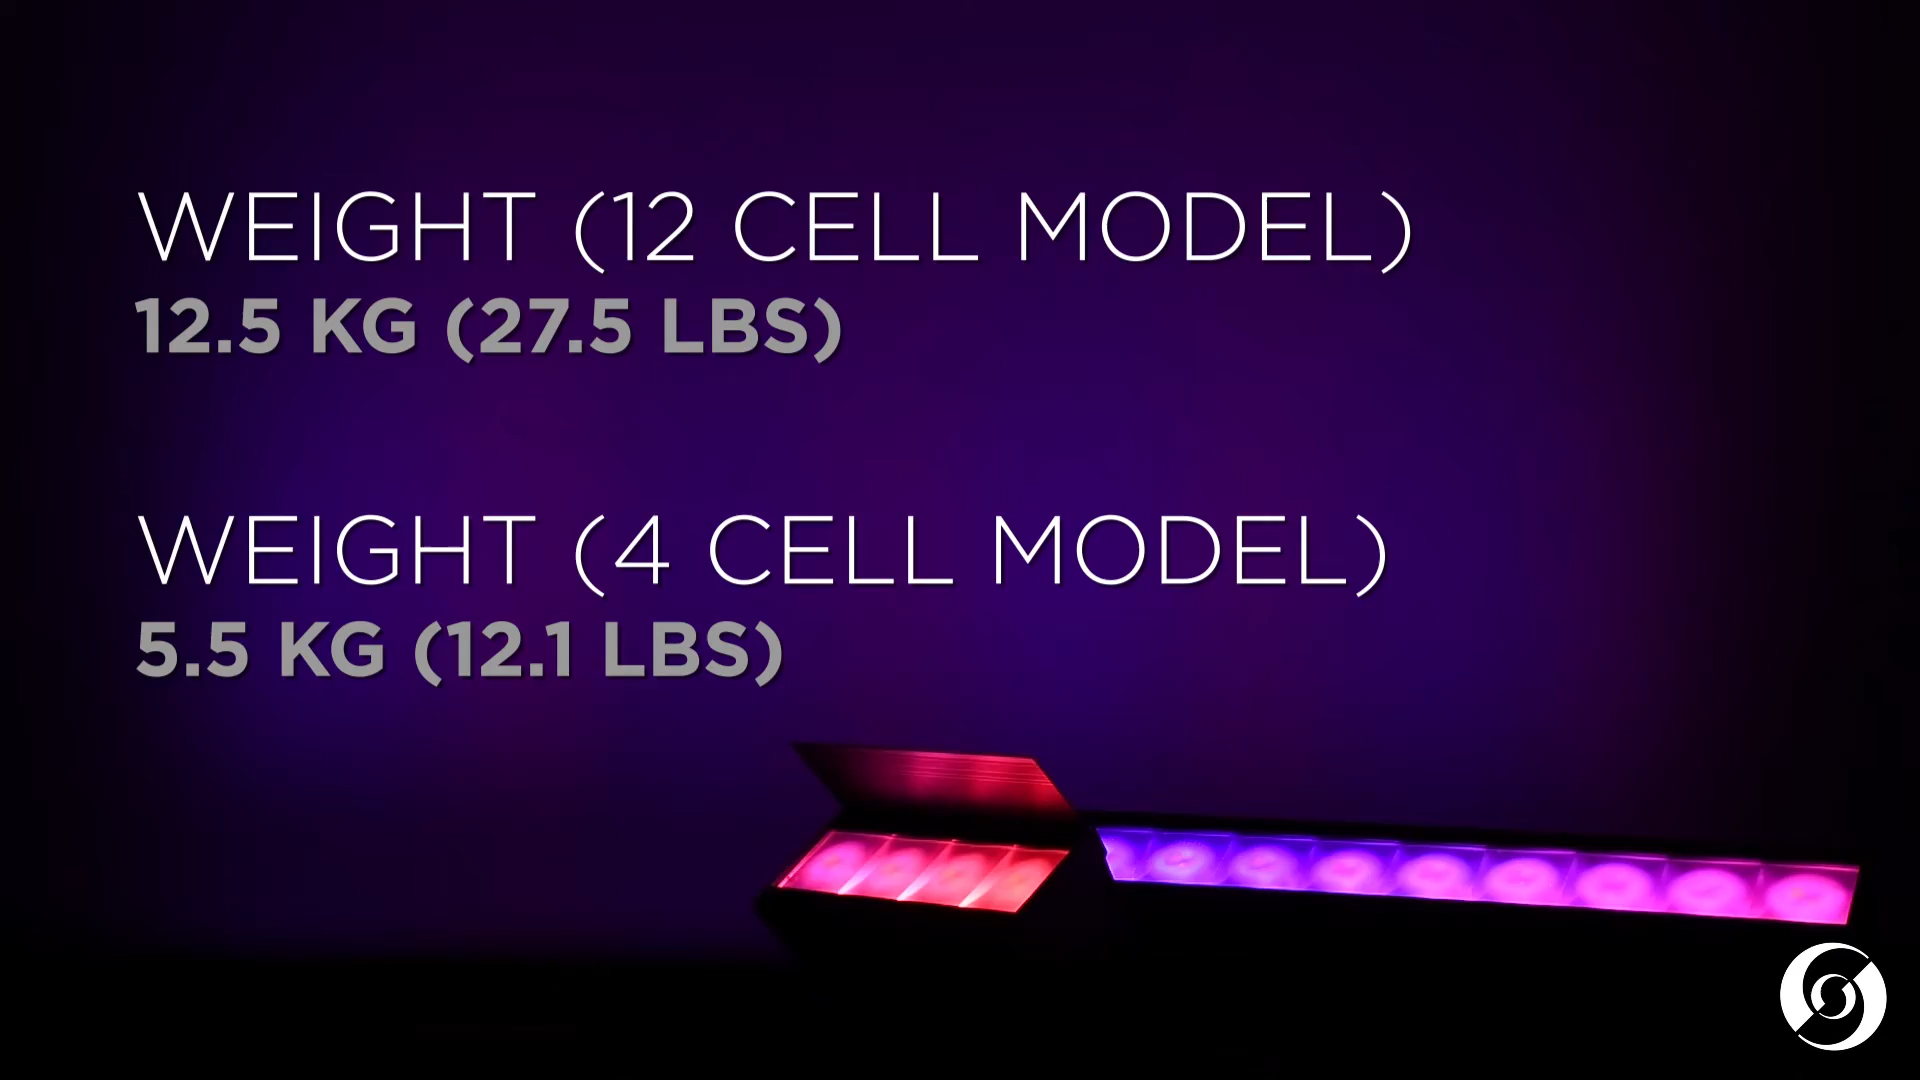 WEIGHT (12 CELL MODEL)
12.5 KG (27.5 LBS)
WEIGHT (4 CELL MODEL)
5.5 KG (12.1 LBS)